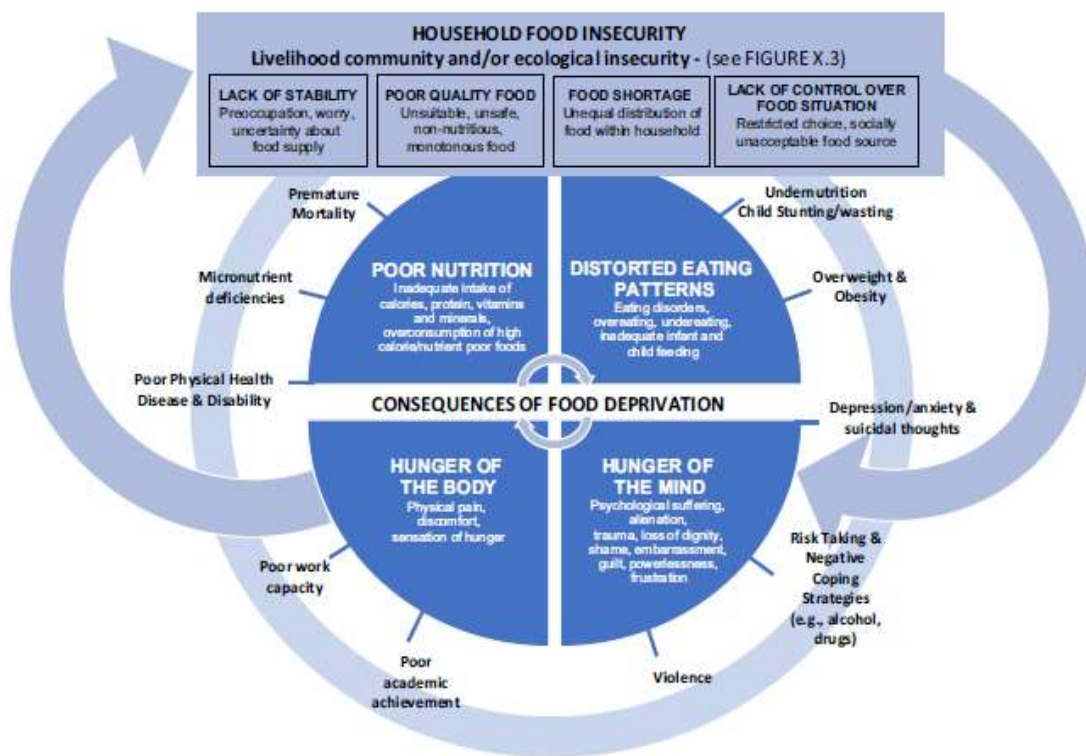 HOUSEHOLD FOOD INSECURITY
Livelihood community and/or ecological insecurity - (see FIGURE X.3)
LACK OF STABILITY
Preoccupation, worry,
uncertainty about
food supply
POOR QUALITY FOOD
Unsuitable, unsafe,
non-nutritious,
monotonous food
FOOD SHORTAGE
Unequal distribution of
food within household
LACK OF CONTROL OVER
FOOD SITUATION
Restricted choice, socially
unacceptable food source
Premature
Mortality
Undernutrition
Child Stunting/wasting
Micronutrient
deficiencies
POOR NUTRITION
Inadequate intake of
calories, protein, vitamins
and minerals,
overconsumption of high
calorie/nutrient poor foods
DISTORTED EATING
PATTERNS
Eating disorders,
overeating, undereating,
inadequate infant and
child feeding
Overweight &
Obesity
Poor Physical Health
Disease & Disability
CONSEQUENCES OF FOOD DEPRIVATION
Depression/anxiety &
suicidal thoughts
HUNGER OF
THE BODY
Physical pain,
discomfort,
sensation of hunger
HUNGER OF
THE MIND
Psychological suffering,
alienation,
trauma, loss of dignity,
shame, embarrassment,
guilt, powerlessness,
frustration
Risk Taking &
Negative
Coping
Strategies
(e.g., alcohol,
drugs)
Poor work
capacity
Poor
academic
achievement
Violence